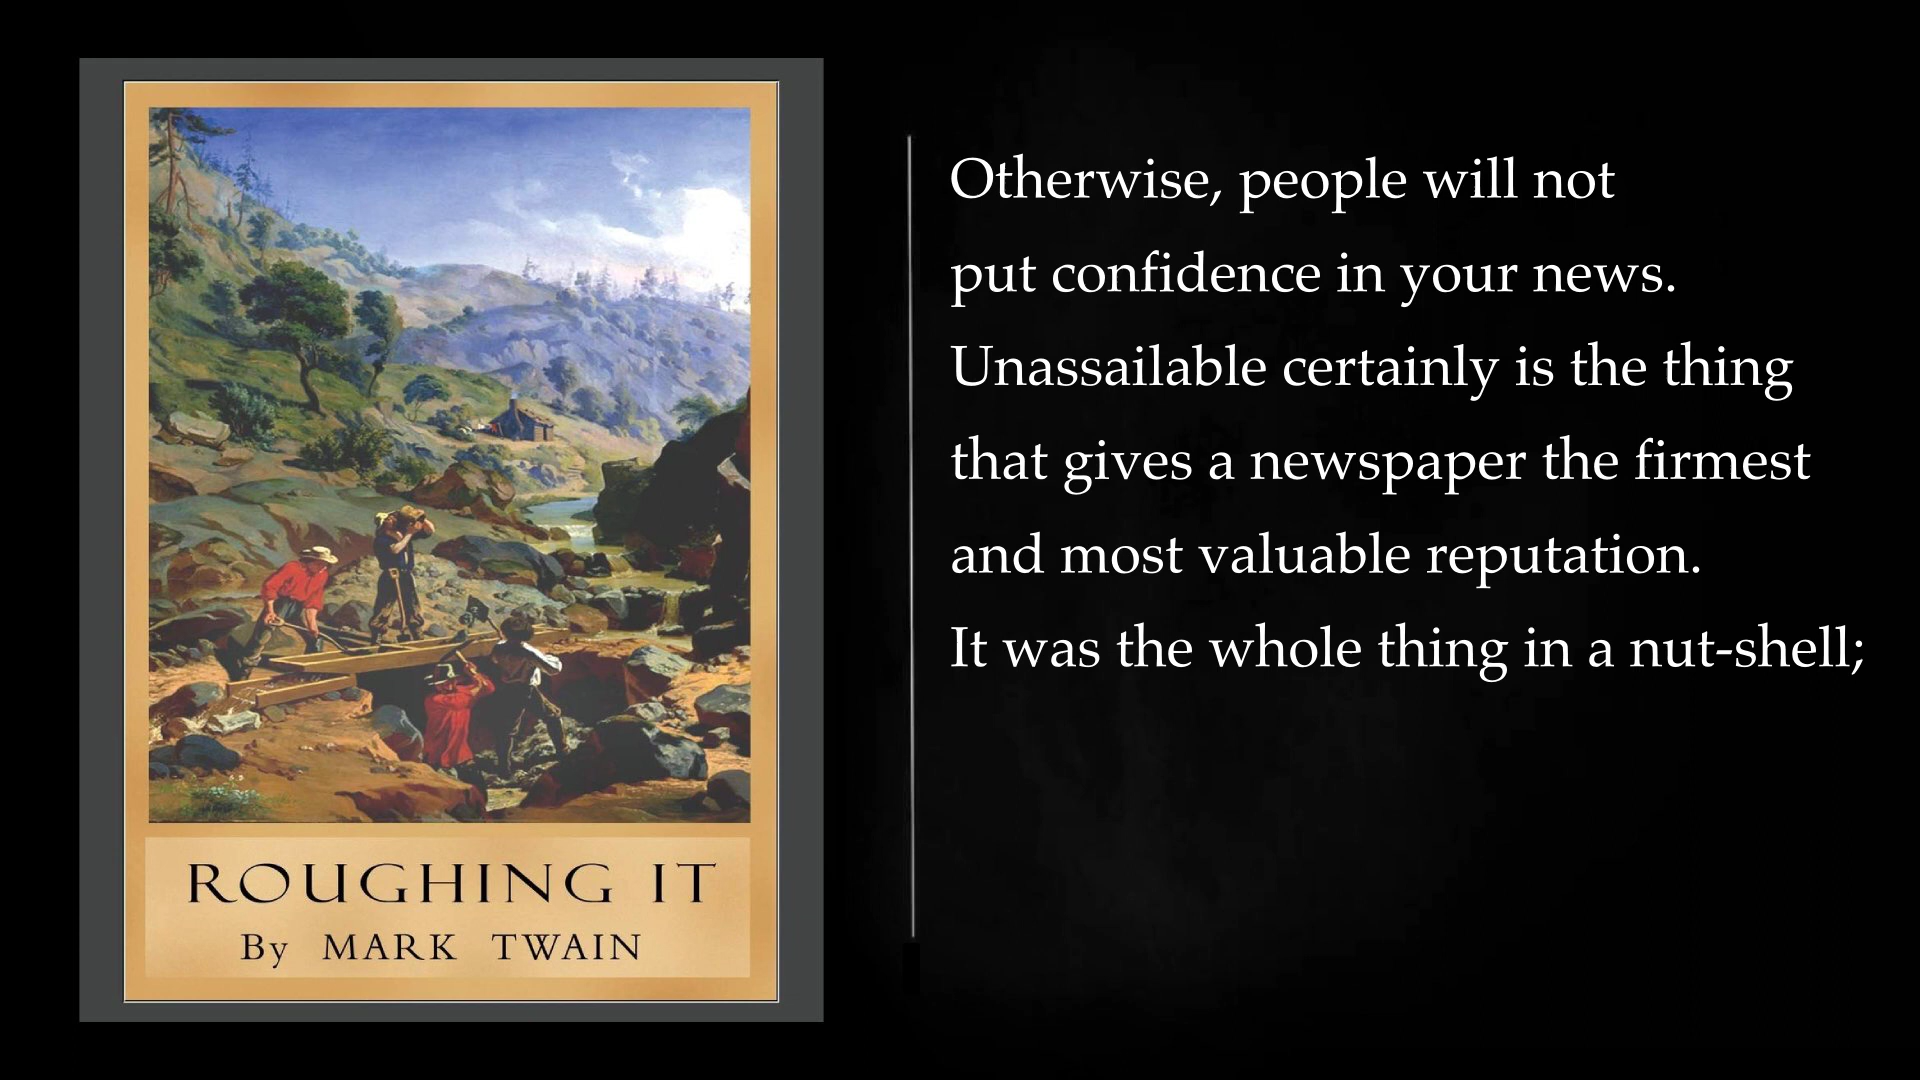 ROUGHING IT
By MARK TWAIN
Otherwise, people will not
put confidence in your news.
Unassailable certainly is the thing
that gives a newspaper the firmest
and most valuable reputation.
It was the whole thing in a nut-shell;